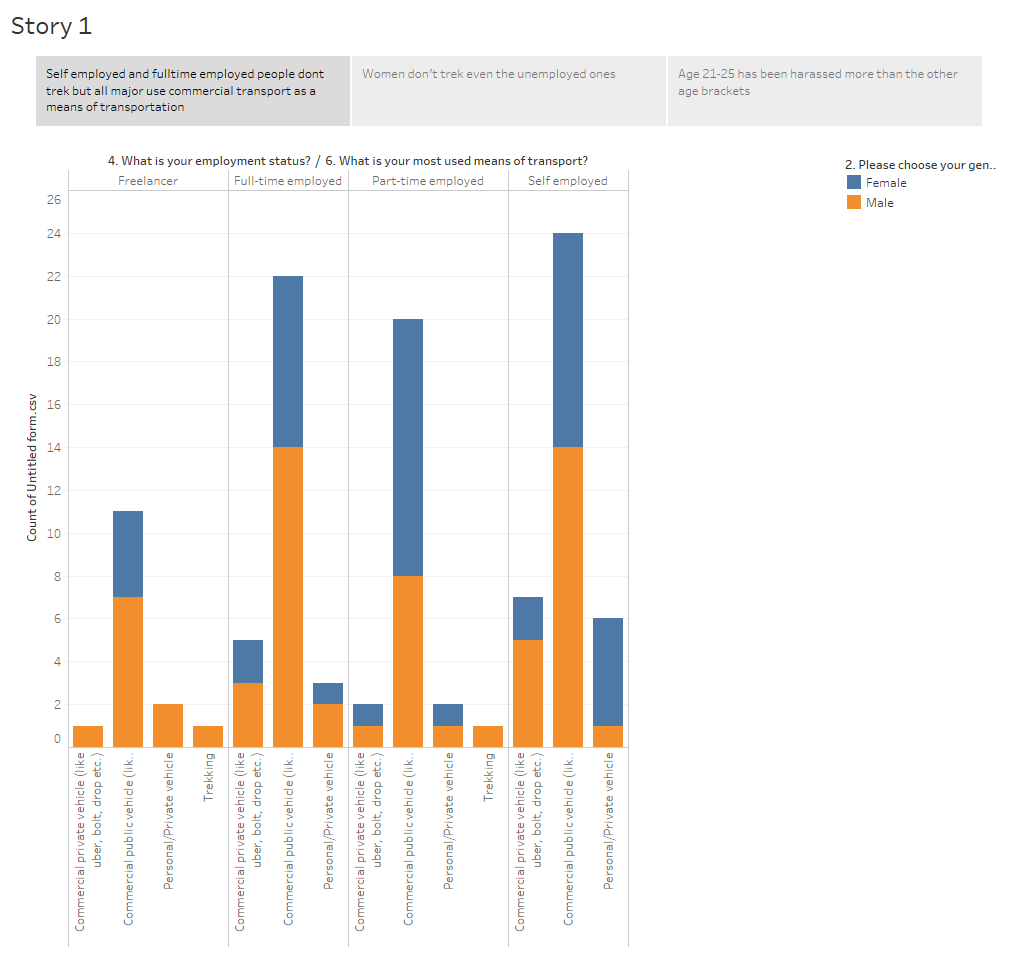 Story 1
Self employed and fulltime employed people dont
trek but all major use commercial transport as a
means of transportation
Women don't trek even the unemployed ones
Age 21-25 has been harassed more than the other
age brackets
4. What is your employment status? / 6. What is your most used means of transport?
Freelancer
Full-time employed
Part-time employed
Self employed
2. Please choose your gen..
Female
Male
Count of Untitled form.csv
26
24
22
20
18
16
14
12
10
8
6
4
2
0
Commercial private vehicle (like
uber, bolt, drop etc.)
Commercial public vehicle (lik..
Personal/Private vehicle
Trekking
Commercial private vehicle (like
uber, bolt, drop etc.)
Commercial public vehicle (lik..
Personal/Private vehicle
Commercial private vehicle (like
uber, bolt, drop etc.)
Commercial public vehicle (lik..
Personal/Private vehicle
Trekking
Commercial private vehicle (like
uber, bolt, drop etc.)
Commercial public vehicle (lik..
Personal/Private vehicle